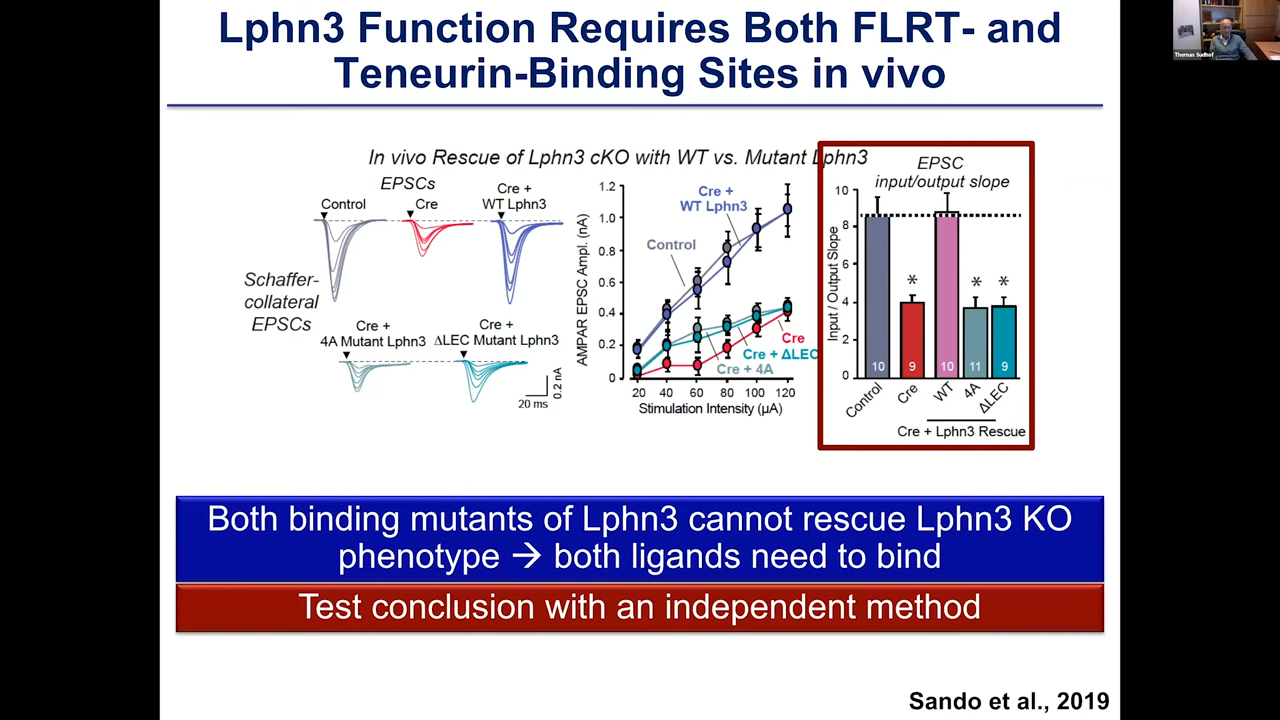 Lphn3 Function Requires Both FLRT- and
Teneurin-Binding Sites in vivo
Thomas Sudhof
In vivo Rescue of Lphn3 cKO with WT vs. Mutant Lphn3
EPSCs
Control
Cre
Cre +
WT Lphn3
Schaffer-
collateral
EPSCs
Cre +
4A Mutant Lphn3
Cre +
ΔLEC Mutant Lphn3
0.2 nA
20 ms
AMPAR EPSC Ampl. (nA)
1.2
1.0
0.8
0.6
0.4
0.2
0
Cre +
WT Lphn3
Control
Cre
Cre + ΔLEC
Cre + 4A
20 40 60 80 100 120
Stimulation Intensity (µA)
EPSC
input/output slope
Input / Output Slope
10
8
6
4
2
0
* * *
10 9 10 11 9
Control Cre WT 4A ΔLEC
Cre + Lphn3 Rescue
Both binding mutants of Lphn3 cannot rescue Lphn3 KO
phenotype → both ligands need to bind
Test conclusion with an independent method
Sando et al., 2019